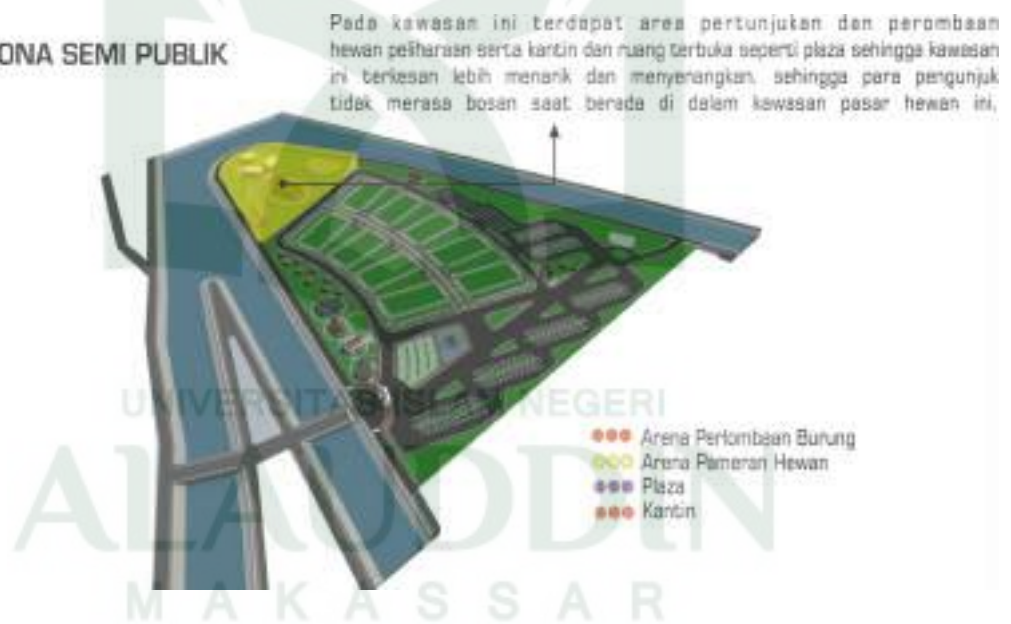 ONA SEMI PUBLIK
Pada kawasan ini terdapat area pertunjukan dan perombaan
hewan peliharaan serta kantin dan ruang terbuka seperti plaza sehingga kawasan
ini terkesan lebih menarik dan menyenangkan, sehingga para pengunjuk
tidak merasa bosan saat berada di dalam kawasan pasar hewan ini.
UNIVERSITAS ISLAM NEGERI
Arena Perlombaan Burung
Arena Pameran Hewan
Plaza
Kantin
ALAUDDIN
MAKASSAR